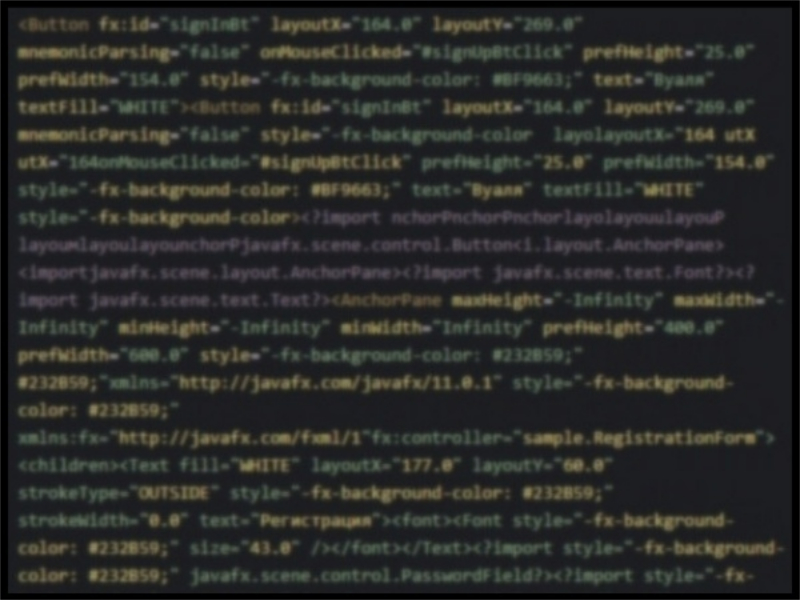 <Button fx:id="signInBt" layoutX="164.0" layoutY="269.0"
mnemonicParsing="false" onMouseClicked="#signUpBtClick" prefHeight="25.0"
prefWidth="154.0" style="-fx-background-color: #BF9663;" text="Вуаля"
textFill="WHITE"><Button fx:id="signInBt" layoutX="164.0" layoutY="269.0"
mnemonicParsing="false" style="-fx-background-color  layolayoutX="164 utX
utX="164onMouseClicked="#signUpBtClick" prefHeight="25.0" prefWidth="154.0"
style="-fx-background-color: #BF9663;" text="Вуаля" textFill="WHITE"
style="-fx-background-color><?import nchorPnchorPnchorlayolayouulayouP
layou<layoulayounchorPjavafx.scene.control.Button<i.layout.AnchorPane>
<importjavafx.scene.layout.AnchorPane><?import javafx.scene.text.Font?><?
import javafx.scene.text.Text?><AnchorPane maxHeight="-Infinity" maxWidth="-
Infinity" minHeight="-Infinity" minWidth="Infinity" prefHeight="400.0"
prefWidth="600.0" style="-fx-background-color: #232B59;"
#232B59;"xmlns="http://javafx.com/javafx/11.0.1" style="-fx-background-
color: #232B59;"
xmlns:fx="http://javafx.com/fxml/1"fx:controller="sample.RegistrationForm">
<children><Text fill="WHITE" layoutX="177.0" layoutY="60.0"
strokeType="OUTSIDE" style="-fx-background-color: #232B59;"
strokeWidth="0.0" text="Регистрация"><font><Font style="-fx-background-
color: #232B59;" size="43.0" /></font></Text><?import style="-fx-background-
color: #232B59;" javafx.scene.control.PasswordField?><?import style="-fx-